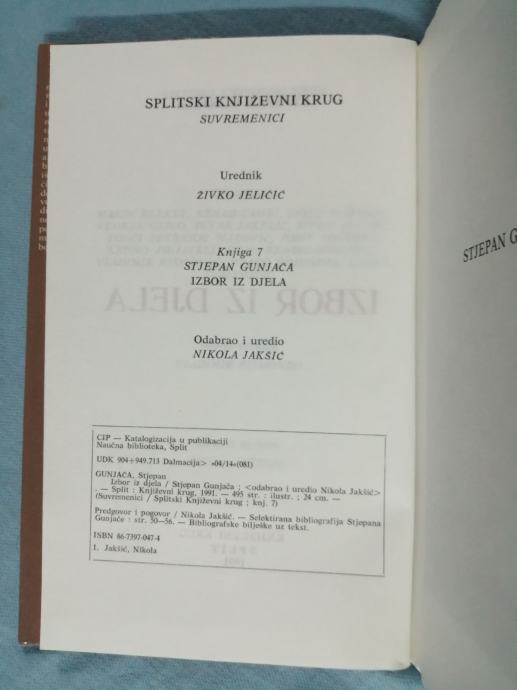 SPLITSKI KNJIŽEVNI KRUG
SUVREMENICI
Urednik
ŽIVKO JELIČIĆ
Knjiga 7
STJEPAN GUNJAČA
IZBOR IZ DJELA
Odabrao i uredio
NIKOLA JAKŠIĆ
CIP — Katalogizacija u publikaciji
Naučna biblioteka, Split
UDK 904+949.713 Dalmacija> »04/14«(081)
GUNJAČA, Stjepan
Izbor iz djela / Stjepan Gunjača ; <odabrao i uredio Nikola Jakšić>
. — Split : Književni krug, 1991. — 495 str. : ilustr. ; 24 cm. —
(Suvremenici / Splitski Književni krug ; knj. 7)
Predgovor i pogovor / Nikola Jakšić. — Selektirana bibliografija Stjepana
Gunjače : str. 50—56. — Bibliografske bilješke uz tekst.
ISBN 86-7397-047-4
1. Jakšić, Nikola
STJEPAN G